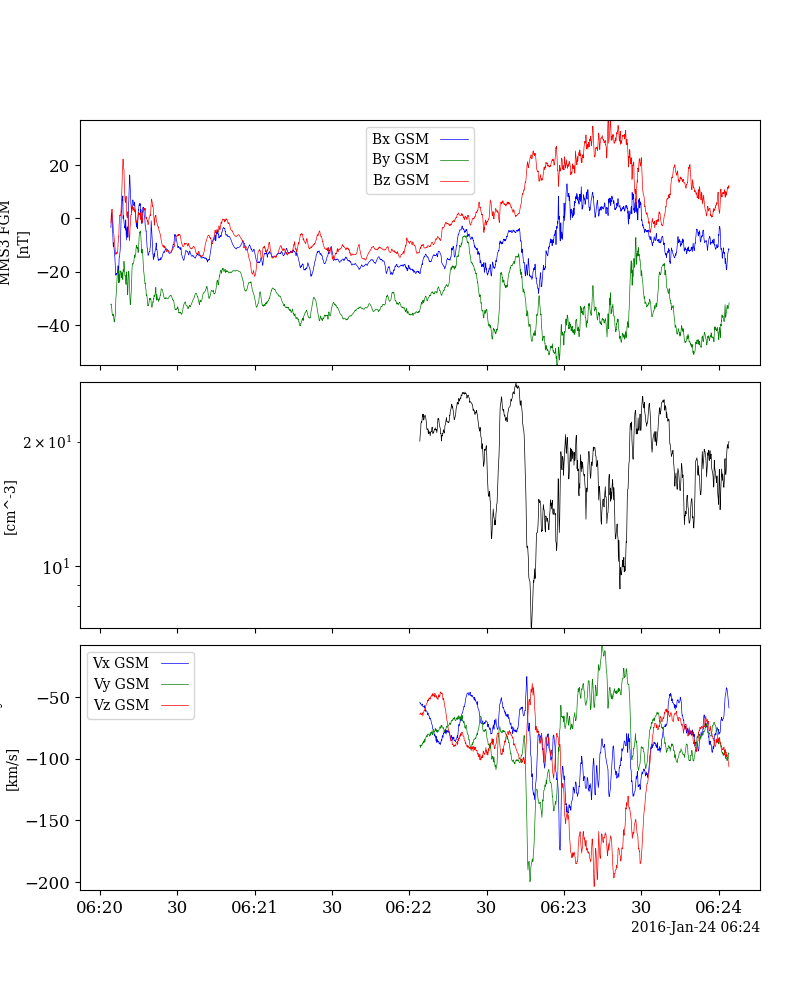 Bx GSM
By GSM
Bz GSM
20
0
−20
−40
MMS3 FGM
[nT]
2 × 10¹
10¹
[cm^-3]
Vx GSM
Vy GSM
Vz GSM
−50
−100
−150
−200
[km/s]
06:20 30 06:21 30 06:22 30 06:23 30 06:24
2016-Jan-24 06:24